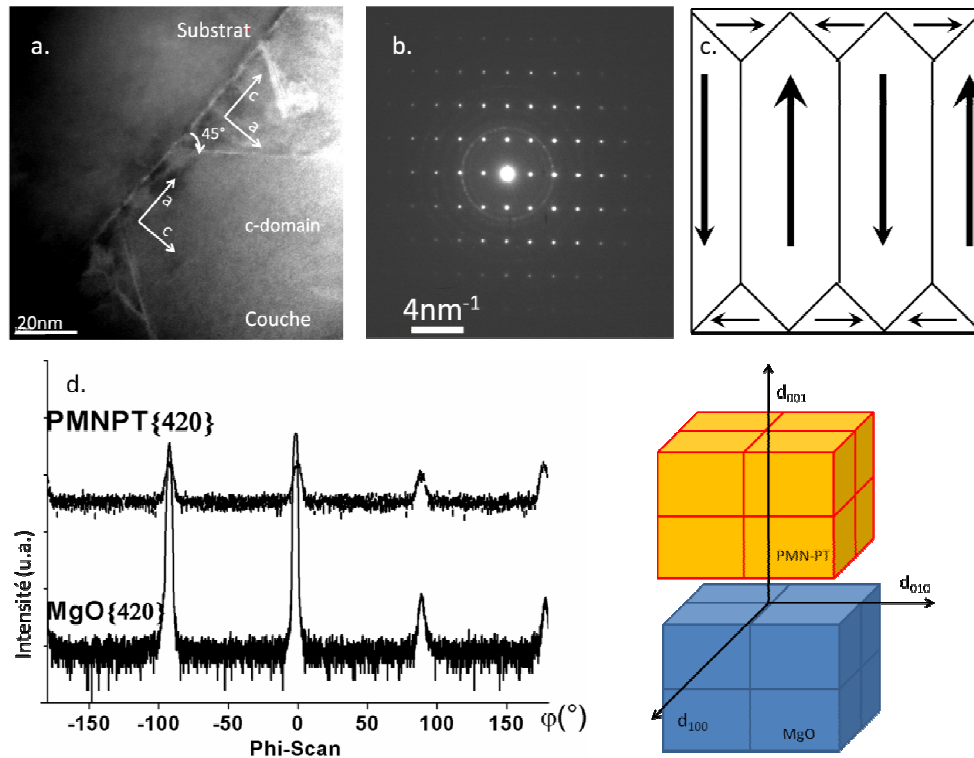 a.
Substrat
c
a
45°
a
c
c-domain
Couche
20nm
b.
4nm⁻¹
c.
d.
PMNPT{420}
MgO{420}
Intensité (u.a.)
-150 -100 -50 0 50 100 150 φ(°)
Phi-Scan
d001
PMN-PT
d010
d100
MgO